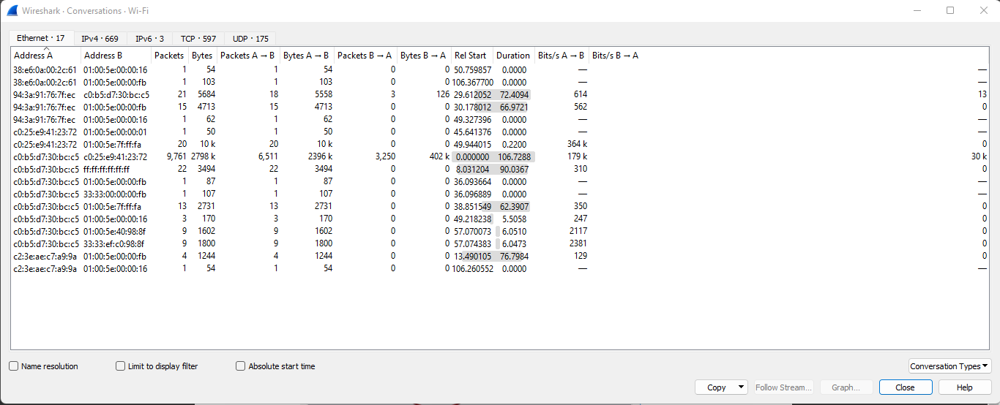 Wireshark · Conversations · Wi-Fi
Ethernet · 17 IPv4 · 669 IPv6 · 3 TCP · 597 UDP · 175
Address A Address B Packets Bytes Packets A → B Bytes A → B Packets B → A Bytes B → A Rel Start Duration Bits/s A → B Bits/s B → A
38:e6:0a:00:2c:61 01:00:5e:00:00:16 1 54 1 54 0 0 50.759857 0.0000 — —
38:e6:0a:00:2c:61 01:00:5e:00:00:fb 1 103 1 103 0 0 106.367700 0.0000 — —
94:3a:91:76:7f:ec c0:b5:d7:30:bc:c5 21 5684 18 5558 3 126 29.612052 72.4094 614 13
94:3a:91:76:7f:ec 01:00:5e:00:00:fb 15 4713 15 4713 0 0 30.178012 66.9721 562 0
94:3a:91:76:7f:ec 01:00:5e:00:00:16 1 62 1 62 0 0 49.327396 0.0000 — —
c0:25:e9:41:23:72 01:00:5e:00:00:01 1 50 1 50 0 0 45.641376 0.0000 — —
c0:25:e9:41:23:72 01:00:5e:7f:ff:fa 20 10 k 20 10 k 0 0 49.944015 0.2200 364 k 0
c0:b5:d7:30:bc:c5 c0:25:e9:41:23:72 9,761 2798 k 6,511 2396 k 3,250 402 k 0.000000 106.7288 179 k 30 k
c0:b5:d7:30:bc:c5 ff:ff:ff:ff:ff:ff 22 3494 22 3494 0 0 8.031204 90.0367 310 0
c0:b5:d7:30:bc:c5 01:00:5e:00:00:fb 1 87 1 87 0 0 36.093664 0.0000 — —
c0:b5:d7:30:bc:c5 33:33:00:00:00:fb 1 107 1 107 0 0 36.096889 0.0000 — —
c0:b5:d7:30:bc:c5 01:00:5e:7f:ff:fa 13 2731 13 2731 0 0 38.851549 62.3907 350 0
c0:b5:d7:30:bc:c5 01:00:5e:00:00:16 3 170 3 170 0 0 49.218238 5.5058 247 0
c0:b5:d7:30:bc:c5 01:00:5e:40:98:8f 9 1602 9 1602 0 0 57.070073 6.0510 2117 0
c0:b5:d7:30:bc:c5 33:33:ef:c0:98:8f 9 1800 9 1800 0 0 57.074383 6.0473 2381 0
c2:3e:ae:c7:a9:9a 01:00:5e:00:00:fb 4 1244 4 1244 0 0 13.490105 76.7984 129 0
c2:3e:ae:c7:a9:9a 01:00:5e:00:00:16 1 54 1 54 0 0 106.260552 0.0000 — —
Name resolution Limit to display filter Absolute start time Conversation Types
Copy Follow Stream... Graph... Close Help